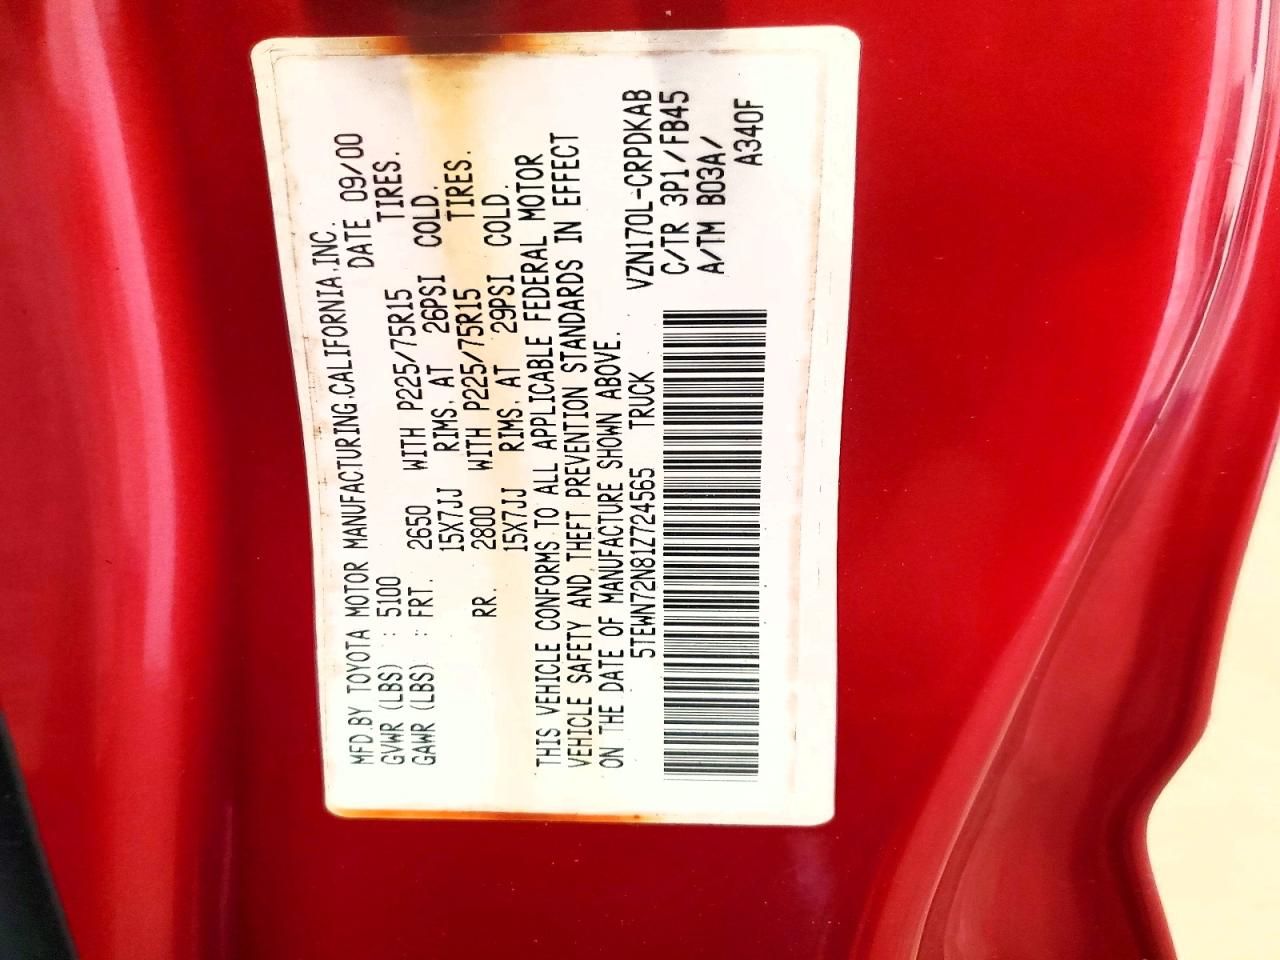 MFD.BY TOYOTA MOTOR MANUFACTURING,CALIFORNIA,INC.
GVWR (LBS) : 5100 DATE 09/00
GAWR (LBS) : FRT. 2650 WITH P225/75R15 TIRES,
15X7JJ RIMS, AT 26PSI COLD.
RR. 2800 WITH P225/75R15 TIRES,
15X7JJ RIMS, AT 29PSI COLD.
THIS VEHICLE CONFORMS TO ALL APPLICABLE FEDERAL MOTOR
VEHICLE SAFETY AND THEFT PREVENTION STANDARDS IN EFFECT
ON THE DATE OF MANUFACTURE SHOWN ABOVE.
5TEWN72N81Z724565 TRUCK
VZN170L-CRPDKAB
C/TR 3P1/FB45
A/TM B03A/
A340F